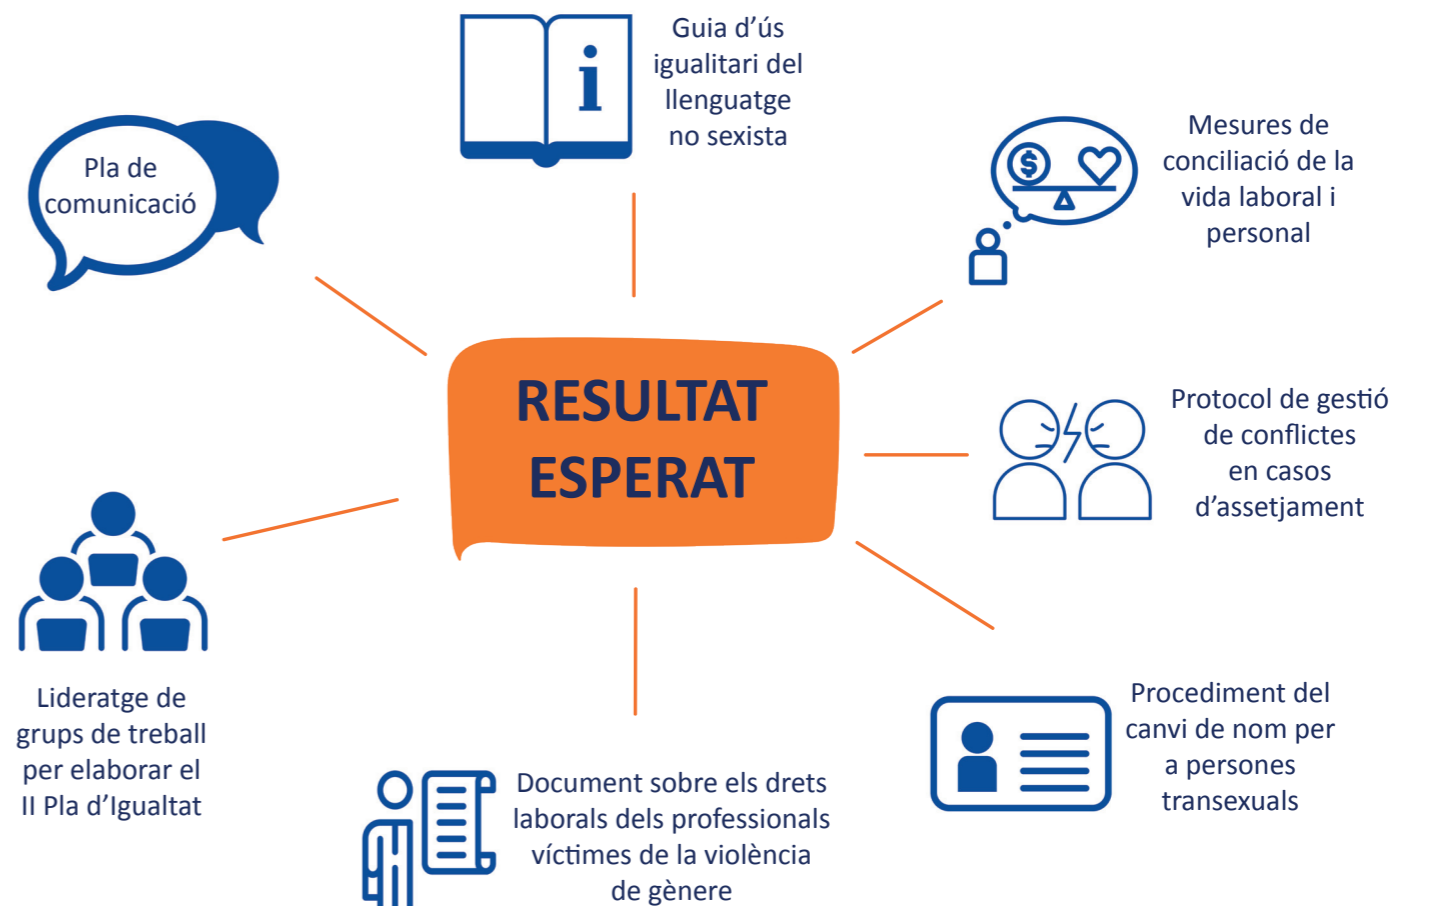 Guia d’ús
igualitari del
llenguatge
no sexista
Pla de
comunicació
Mesures de
conciliació de la
vida laboral i
personal
$
RESULTAT
ESPERAT
Protocol de gestió
de conflictes
en casos
d’assetjament
Lideratge de
grups de treball
per elaborar el
II Pla d’Igualtat
Procediment del
canvi de nom per
a persones
transexuals
Document sobre els drets
laborals dels professionals
víctimes de la violència
de gènere